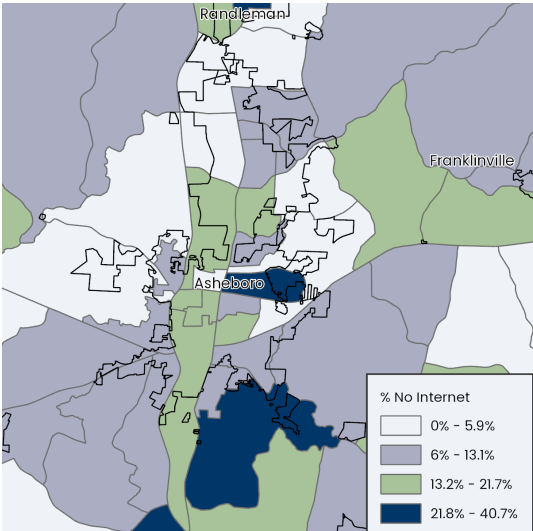 Randleman
Franklinville
Asheboro
% No Internet
0% - 5.9%
6% - 13.1%
13.2% - 21.7%
21.8% - 40.7%